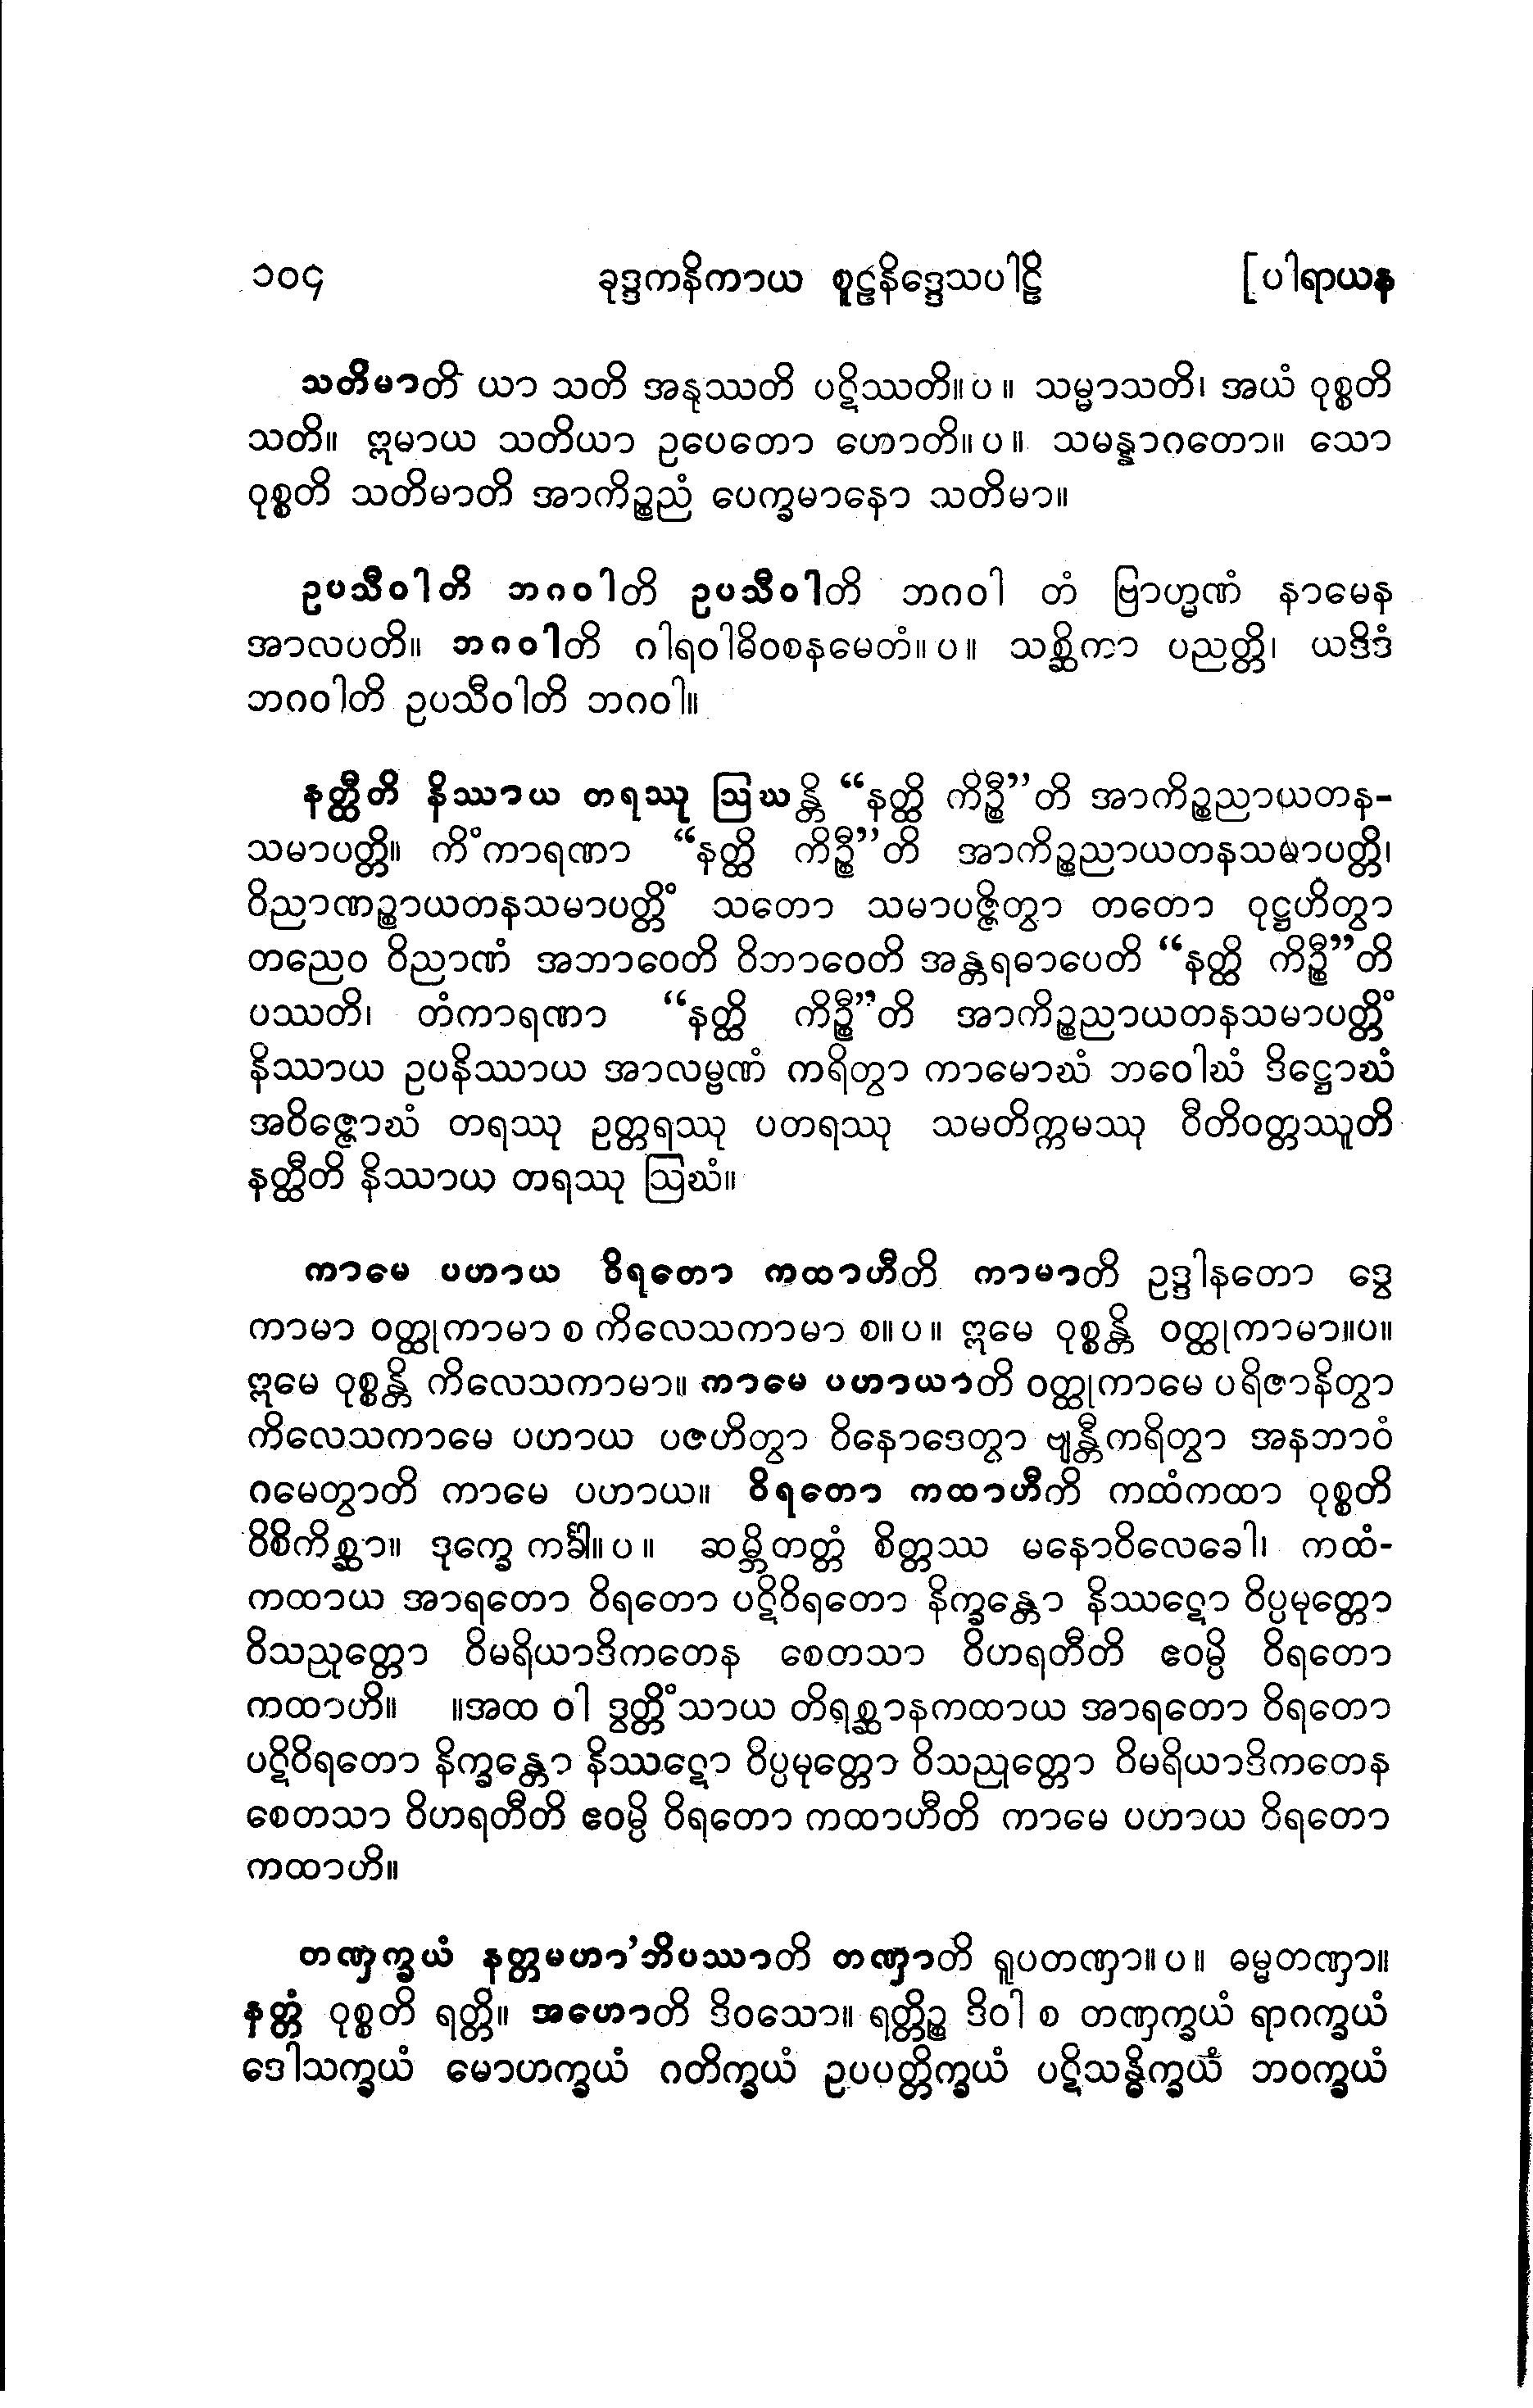 ၁၀၄ ခုဒ္ဒကနိကာယ စူဠနိဒ္ဒေသပါဠိ [ပါရာယန
သတိမာတိ ယာ သတိ အနုဿတိ ပဋိဿတိ။ပ။ သမ္မာသတိ၊ အယံ ဝုစ္စတိ
သတိ။ ဣမာယ သတိယာ ဥပေတော ဟောတိ။ပ။ သမန္နာဂတော။ သော
ဝုစ္စတိ သတိမာတိ အာကိဉ္စညံ ပေက္ခမာနော သတိမာ။
ဥပသီဝါတိ ဘဂဝါတိ ဥပသီဝါတိ ဘဂဝါ တံ ဗြာဟ္မဏံ နာမေန
အာလပတိ။ ဘဂဝါတိ ဂါရဝါဓိဝစနမေတံ။ပ။ သစ္ဆိကာ ပညတ္တိ၊ ယဒိဒံ
ဘဂဝါတိ ဥပသီဝါတိ ဘဂဝါ။
နတ္ထီတိ နိဿာယ တရဿု ဩဃန္တိ “နတ္ထိ ကိဉ္စီ”တိ အာကိဉ္စညာယတန-
သမာပတ္တိ။ ကိံကာရဏာ “နတ္ထိ ကိဉ္စီ”တိ အာကိဉ္စညာယတနသမာပတ္တိ၊
ဝိညာဏဉ္စာယတနသမာပတ္တိံ သတော သမာပဇ္ဇိတွာ တတော ဝုဋ္ဌဟိတွာ
တညေဝ ဝိညာဏံ အဘာဝေတိ ဝိဘာဝေတိ အန္တရဓာပေတိ “နတ္ထိ ကိဉ္စီ”တိ
ပဿတိ၊ တံကာရဏာ “နတ္ထိ ကိဉ္စီ”တိ အာကိဉ္စညာယတနသမာပတ္တိံ
နိဿာယ ဥပနိဿာယ အာလမ္ဗဏံ ကရိတွာ ကာမောဃံ ဘဝေါဃံ ဒိဋ္ဌောဃံ
အဝိဇ္ဇောဃံ တရဿု ဥတ္တရဿု ပတရဿု သမတိက္ကမဿု ဝီတိဝတ္တဿူတိ
နတ္ထီတိ နိဿာယ တရဿု ဩဃံ။
ကာမေ ပဟာယ ဝိရတော ကထာဟီတိ ကာမာတိ ဥဒ္ဒါနတော ဒွေ
ကာမာ ဝတ္ထုကာမာ စ ကိလေသကာမာ စ။ပ။ ဣမေ ဝုစ္စန္တိ ဝတ္ထုကာမာ။ပ။
ဣမေ ဝုစ္စန္တိ ကိလေသကာမာ။ ကာမေ ပဟာယာတိ ဝတ္ထုကာမေ ပရိဇာနိတွာ
ကိလေသကာမေ ပဟာယ ပဇဟိတွာ ဝိနောဒေတွာ ဗျန္တီကရိတွာ အနဘာဝံ
ဂမေတွာတိ ကာမေ ပဟာယ။ ဝိရတော ကထာဟီတိ ကထံကထာ ဝုစ္စတိ
ဝိစိကိစ္ဆာ။ ဒုက္ခေ ကင်္ခါ။ပ။ ဆမ္ဘိတတ္တံ စိတ္တဿ မနောဝိလေခေါ၊ ကထံ-
ကထာယ အာရတော ဝိရတော ပဋိဝိရတော နိက္ခန္တော နိဿဋ္ဋော ဝိပ္ပမုတ္တော
ဝိသညုတ္တော ဝိမရိယာဒိကတေန စေတသာ ဝိဟရတီတိ ဧဝမ္ပိ ဝိရတော
ကထာဟိ။ ။အထ ဝါ ဒွတ္တိံသာယ တိရစ္ဆာနကထာယ အာရတော ဝိရတော
ပဋိဝိရတော နိက္ခန္တော နိဿဋ္ဋော ဝိပ္ပမုတ္တော ဝိသညုတ္တော ဝိမရိယာဒိကတေန
စေတသာ ဝိဟရတီတိ ဧဝမ္ပိ ဝိရတော ကထာဟီတိ ကာမေ ပဟာယ ဝိရတော
ကထာဟိ။
တဏှက္ခယံ နတ္တမဟာ’ဘိပဿာတိ တဏှာတိ ရူပတဏှာ။ပ။ ဓမ္မတဏှာ။
နတ္တံ ဝုစ္စတိ ရတ္တိ။ အဟောတိ ဒိဝသော။ ရတ္တိဉ္စ ဒိဝါ စ တဏှက္ခယံ ရာဂက္ခယံ
ဒေါသက္ခယံ မောဟက္ခယံ ဂတိက္ခယံ ဥပပတ္တိက္ခယံ ပဋိသန္ဓိက္ခယံ ဘဝက္ခယံ